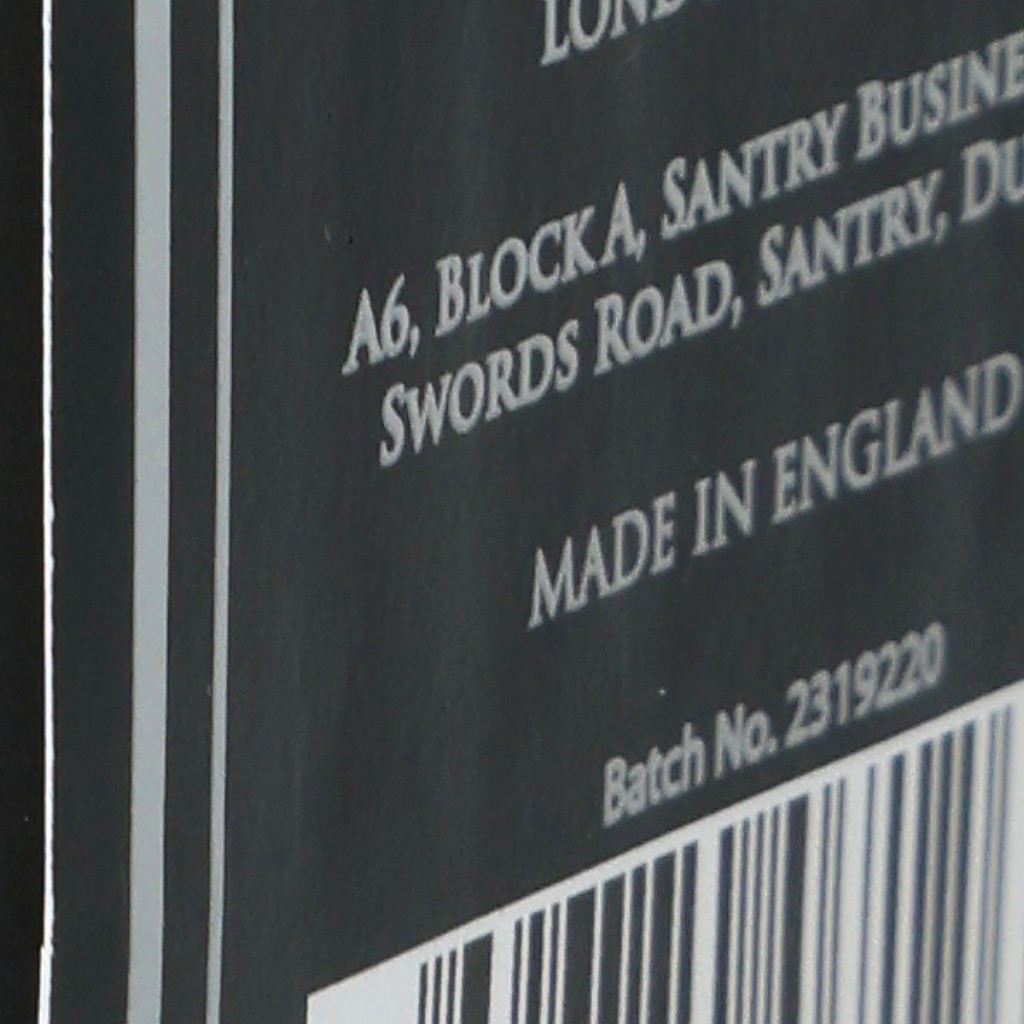 A6, BLOCK A, SANTRY
SWORDS ROAD, SANTRY,
MADE IN ENGLAND
Batch No. 2319220